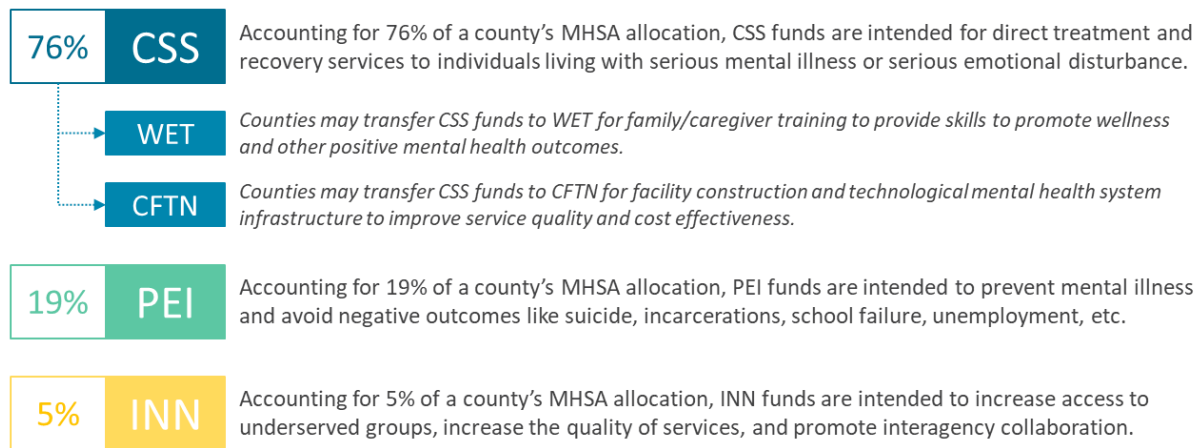 76%
CSS
Accounting for 76% of a county’s MHSA allocation, CSS funds are intended for direct treatment and
recovery services to individuals living with serious mental illness or serious emotional disturbance.
WET
Counties may transfer CSS funds to WET for family/caregiver training to provide skills to promote wellness
and other positive mental health outcomes.
CFTN
Counties may transfer CSS funds to CFTN for facility construction and technological mental health system
infrastructure to improve service quality and cost effectiveness.
19%
PEI
Accounting for 19% of a county’s MHSA allocation, PEI funds are intended to prevent mental illness
and avoid negative outcomes like suicide, incarcerations, school failure, unemployment, etc.
5%
INN
Accounting for 5% of a county’s MHSA allocation, INN funds are intended to increase access to
underserved groups, increase the quality of services, and promote interagency collaboration.